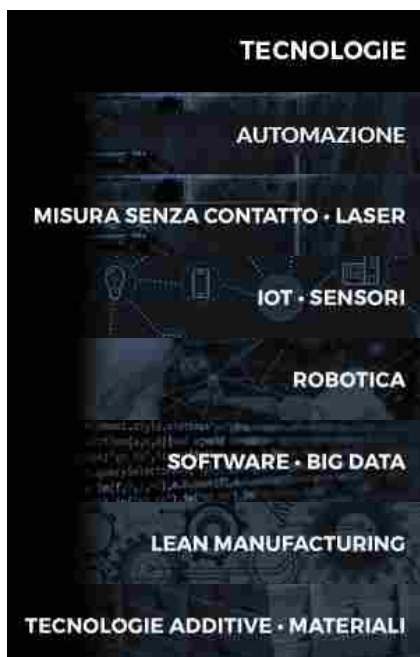 TECNOLOGIE
AUTOMAZIONE
MISURA SENZA CONTATTO • LASER
IOT • SENSORI
ROBOTICA
SOFTWARE • BIG DATA
LEAN MANUFACTURING
TECNOLOGIE ADDITIVE • MATERIALI